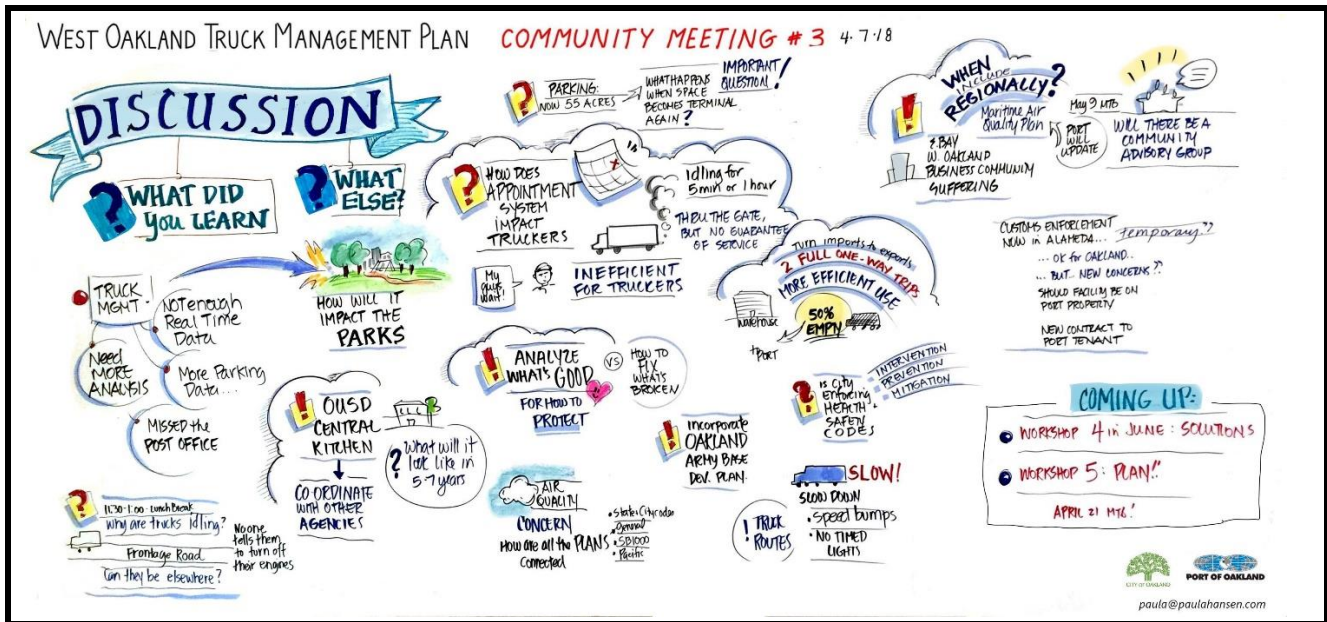 WEST OAKLAND TRUCK MANAGEMENT PLAN COMMUNITY MEETING #3 4.7.18
DISCUSSION
? WHAT DID
YOU LEARN
? WHAT
ELSE?
TRUCK
MGMT.
Not enough
Real Time
Data
Need
MORE
ANALYSIS
More Parking
Data...
MISSED the
POST OFFICE
HOW WILL IT
IMPACT THE
PARKS
?
11:30-1:00 Lunch Break
Why are trucks Idling?
Frontage Road
Can they be elsewhere?
No one
tells them
to turn off
their engines
!
OUSD
CENTRAL
KITCHEN
COORDINATE
WITH OTHER
AGENCIES
? What will it
look like in
5-7 years
?
PARKING:
NOW 55 ACRES
WHAT HAPPENS
WHEN SPACE
BECOMES TERMINAL
AGAIN?
IMPORTANT
QUESTION!
?
HOW DOES
APPOINTMENT
SYSTEM
IMPACT
TRUCKERS
Idling for
5 min or 1 hour
THRU THE GATE,
BUT NO GUARANTEE
OF SERVICE
My
guys
Wait!
INEFFICIENT
FOR TRUCKERS
Turn imports to exports
2 FULL ONE-WAY TRIPS
MORE EFFICIENT USE
50%
EMPTY
warehouse
+PORT
!
ANALYZE
WHAT'S GOOD
FOR HOW TO
PROTECT
VS
HOW TO
FIX
WHAT'S
BROKEN
AIR
QUALITY
CONCERN
How are all the PLANS
Connected
• General
• SB1000
• Pacific
!
Incorporate
OAKLAND
ARMY BASE
DEV. PLAN.
?
is City
Enforcing
HEALTH +
SAFETY
CODES
• INTERVENTION
• PREVENTION
• MITIGATION
! TRUCK
ROUTES
SLOW!
SLOW DOWN
• Speed bumps
• NO TIMED
LIGHTS
WHEN
INCLUDE
REGIONALLY?
Maritime Air
Quality Plan
!
E.BAY
W. OAKLAND
BUSINESS COMMUNITY
SUFFERING
May 9 MTG
PORT
WILL
UPDATE
WILL THERE BE A
COMMUNITY
ADVISORY GROUP
CUSTOMS ENFORCEMENT
NOW IN ALAMEDA... temporary?
... OK for OAKLAND..
... BUT.. NEW CONCERNS?
SHOULD FACILITY BE ON
PORT PROPERTY
NEW CONTRACT TO
PORT TENANT
COMING UP:
• WORKSHOP 4 in JUNE: SOLUTIONS
• WORKSHOP 5: PLAN!!
APRIL 21 MTG!
CITY OF OAKLAND
PORT OF OAKLAND
paula@paulahansen.com